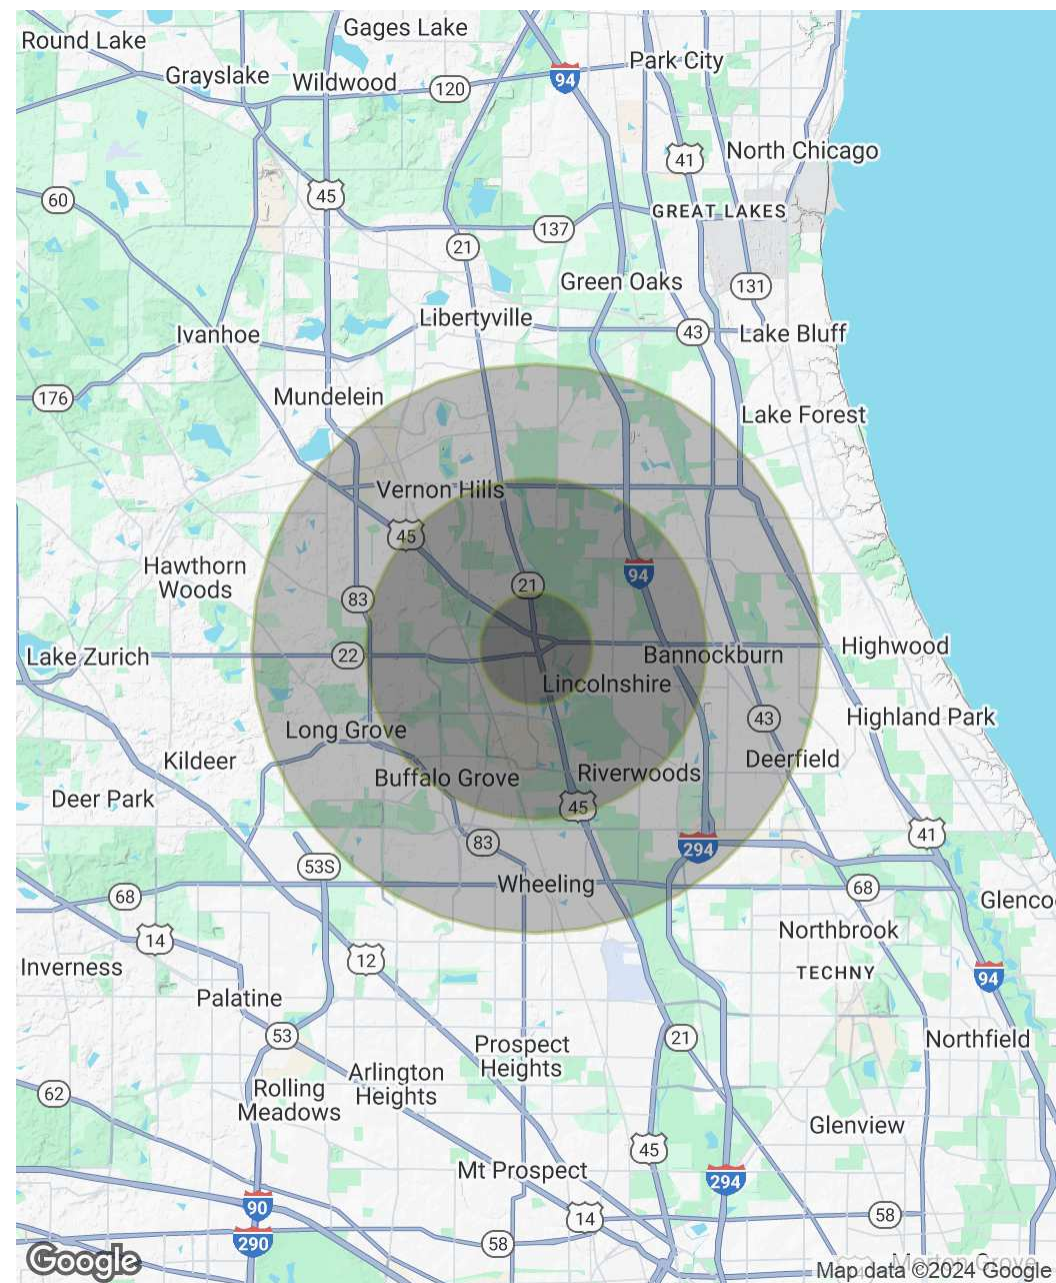 Gages Lake
Round Lake
Park City
Grayslake
Wildwood
120
94
North Chicago
41
45
60
GREAT LAKES
137
21
Green Oaks
131
Libertyville
43
Lake Bluff
Ivanhoe
Mundelein
176
Lake Forest
Vernon Hills
45
Hawthorn
Woods
94
21
83
Highwood
Lake Zurich
22
Bannockburn
Lincolnshire
43
Highland Park
Long Grove
Deerfield
Kildeer
Riverwoods
Buffalo Grove
Deer Park
45
41
83
294
53S
Wheeling
68
68
Glenco
Northbrook
14
12
Inverness
TECHNY
94
Palatine
53
21
Northfield
Prospect
Heights
Arlington
Heights
62
Rolling
Meadows
Glenview
45
Mt Prospect
294
90
14
58
290
58
Morton Grove
Google
Map data ©2024 Google